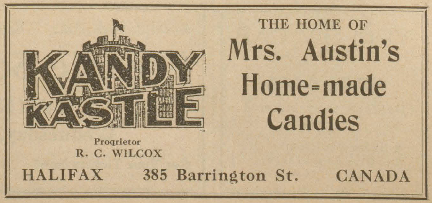 KANDY
KASTLE
Proprietor
R. C. WILCOX
THE HOME OF
Mrs. Austin's
Home=made
Candies
HALIFAX 385 Barrington St. CANADA